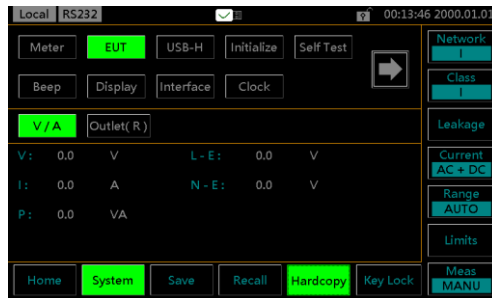 Local RS232 00:13:46 2000.01.01
Meter EUT USB-H Initialize Self Test
Beep Display Interface Clock
V / A Outlet( R )
V: 0.0 V L - E: 0.0 V
I: 0.0 A N - E: 0.0 V
P: 0.0 VA
Network
I
Class
I
Leakage
Current
AC + DC
Range
AUTO
Limits
Meas
MANU
Home System Save Recall Hardcopy Key Lock